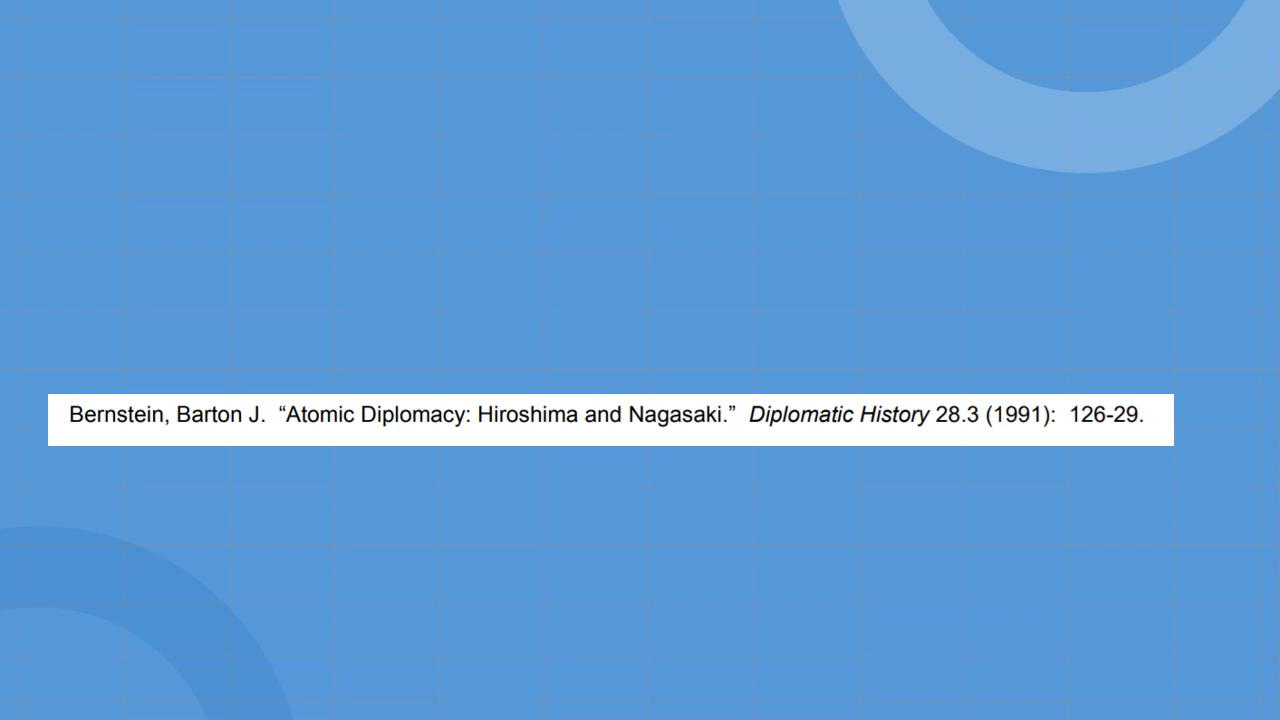 Bernstein, Barton J.  “Atomic Diplomacy: Hiroshima and Nagasaki.”  Diplomatic History 28.3 (1991):  126-29.